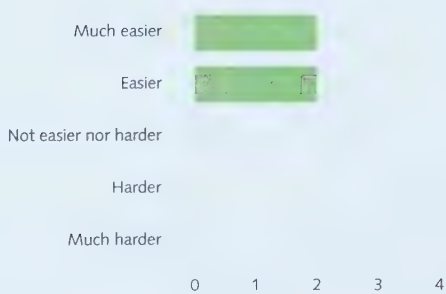 Much easier
Easier
Not easier nor harder
Harder
Much harder
0 1 2 3 4